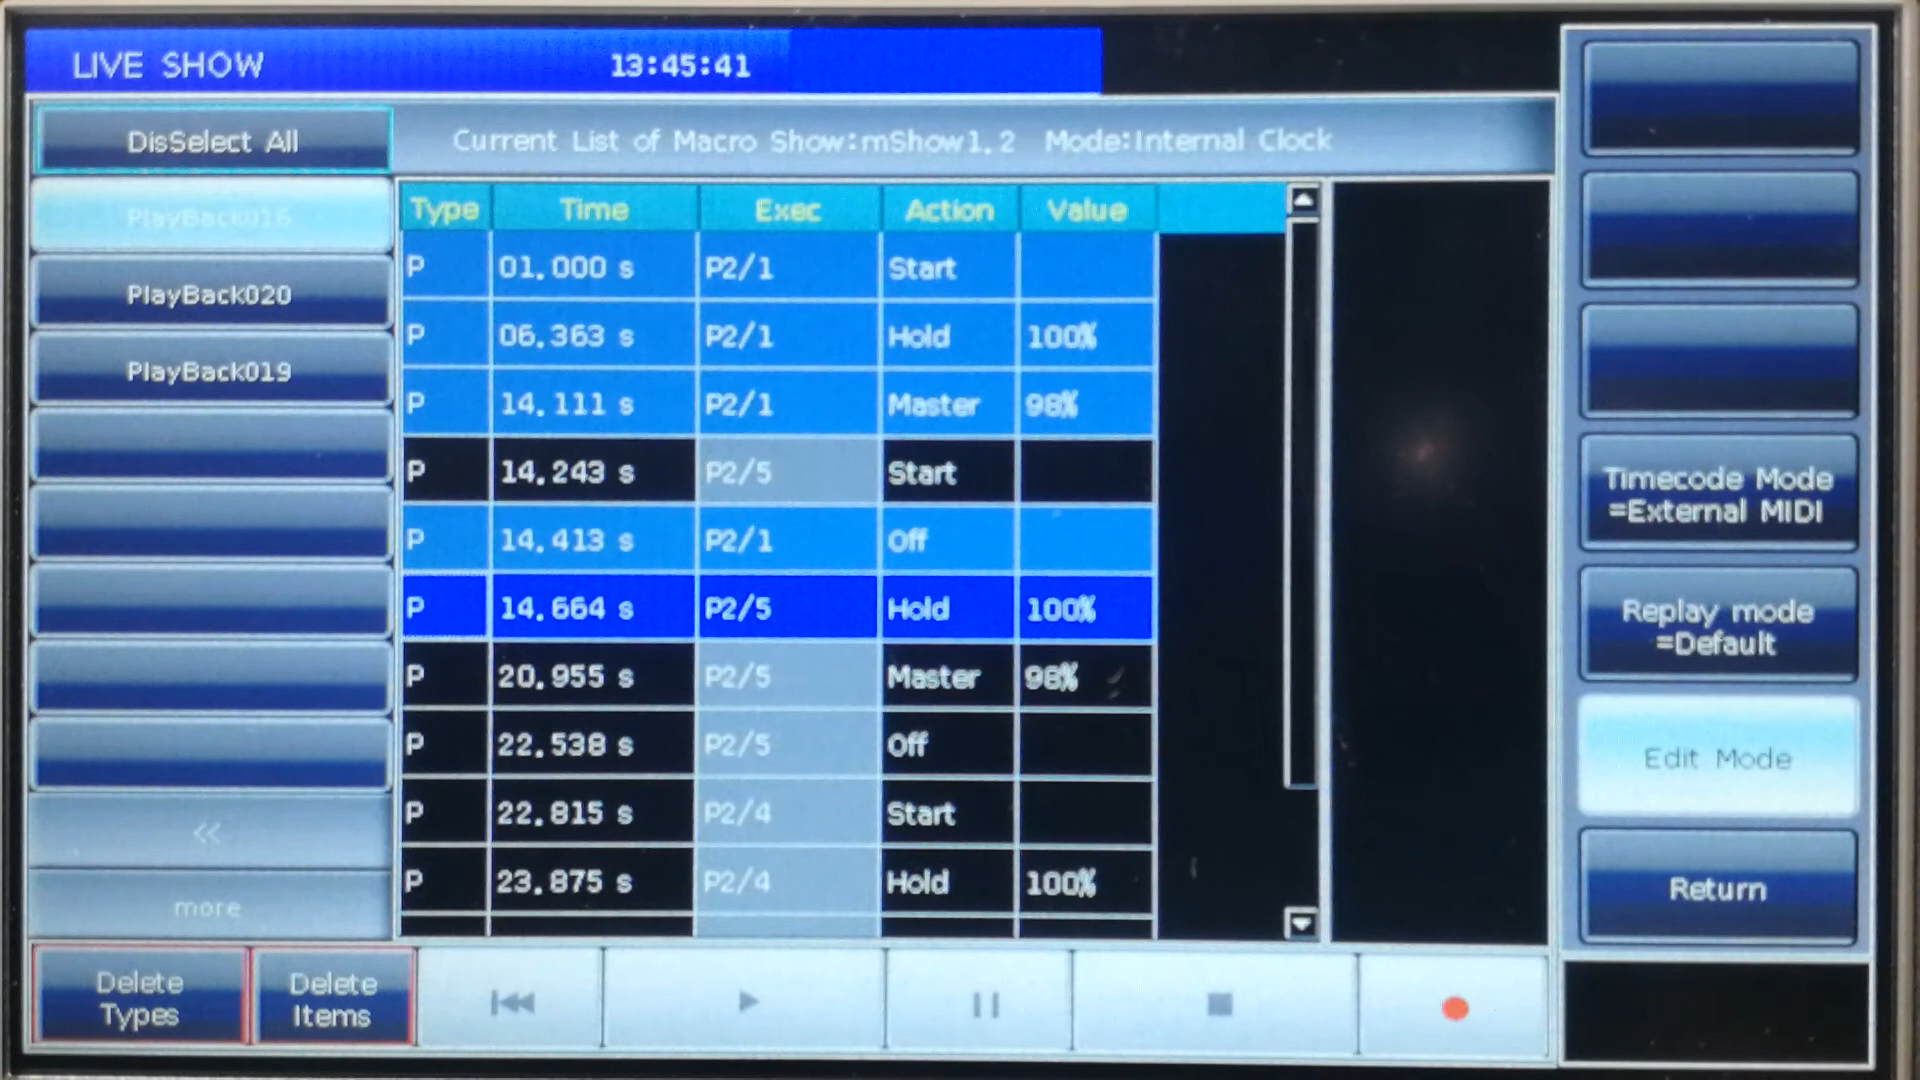 LIVE SHOW 13:45:41
DisSelect All
Current List of Macro Show:mShow1.2 Mode:Internal Clock
PlayBack016
PlayBack020
PlayBack019
<<
more
Type Time Exec Action Value
P 01.000 s P2/1 Start
P 06.363 s P2/1 Hold 100%
P 14.111 s P2/1 Master 98%
P 14.243 s P2/5 Start
P 14.413 s P2/1 Off
P 14.664 s P2/5 Hold 100%
P 20.955 s P2/5 Master 98%
P 22.538 s P2/5 Off
P 22.815 s P2/4 Start
P 23.875 s P2/4 Hold 100%
Timecode Mode
=External MIDI
Replay mode
=Default
Edit Mode
Return
Delete
Types
Delete
Items